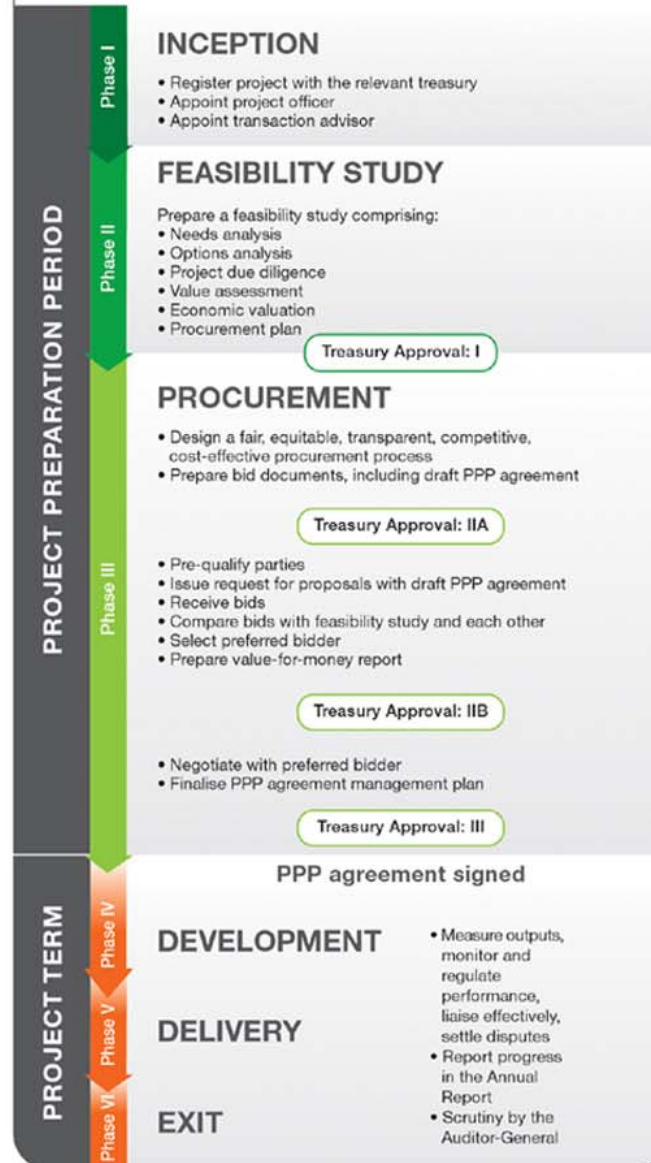 PROJECT PREPARATION PERIOD
Phase I
INCEPTION
• Register project with the relevant treasury
• Appoint project officer
• Appoint transaction advisor
Phase II
FEASIBILITY STUDY
Prepare a feasibility study comprising:
• Needs analysis
• Options analysis
• Project due diligence
• Value assessment
• Economic valuation
• Procurement plan
Treasury Approval: I
Phase III
PROCUREMENT
• Design a fair, equitable, transparent, competitive,
cost-effective procurement process
• Prepare bid documents, including draft PPP agreement
Treasury Approval: IIA
• Pre-qualify parties
• Issue request for proposals with draft PPP agreement
• Receive bids
• Compare bids with feasibility study and each other
• Select preferred bidder
• Prepare value-for-money report
Treasury Approval: IIB
• Negotiate with preferred bidder
• Finalise PPP agreement management plan
Treasury Approval: III
PPP agreement signed
PROJECT TERM
Phase IV
DEVELOPMENT
Phase V
DELIVERY
Phase VI
EXIT
• Measure outputs,
monitor and
regulate
performance,
liaise effectively,
settle disputes
• Report progress
in the Annual
Report
• Scrutiny by the
Auditor-General